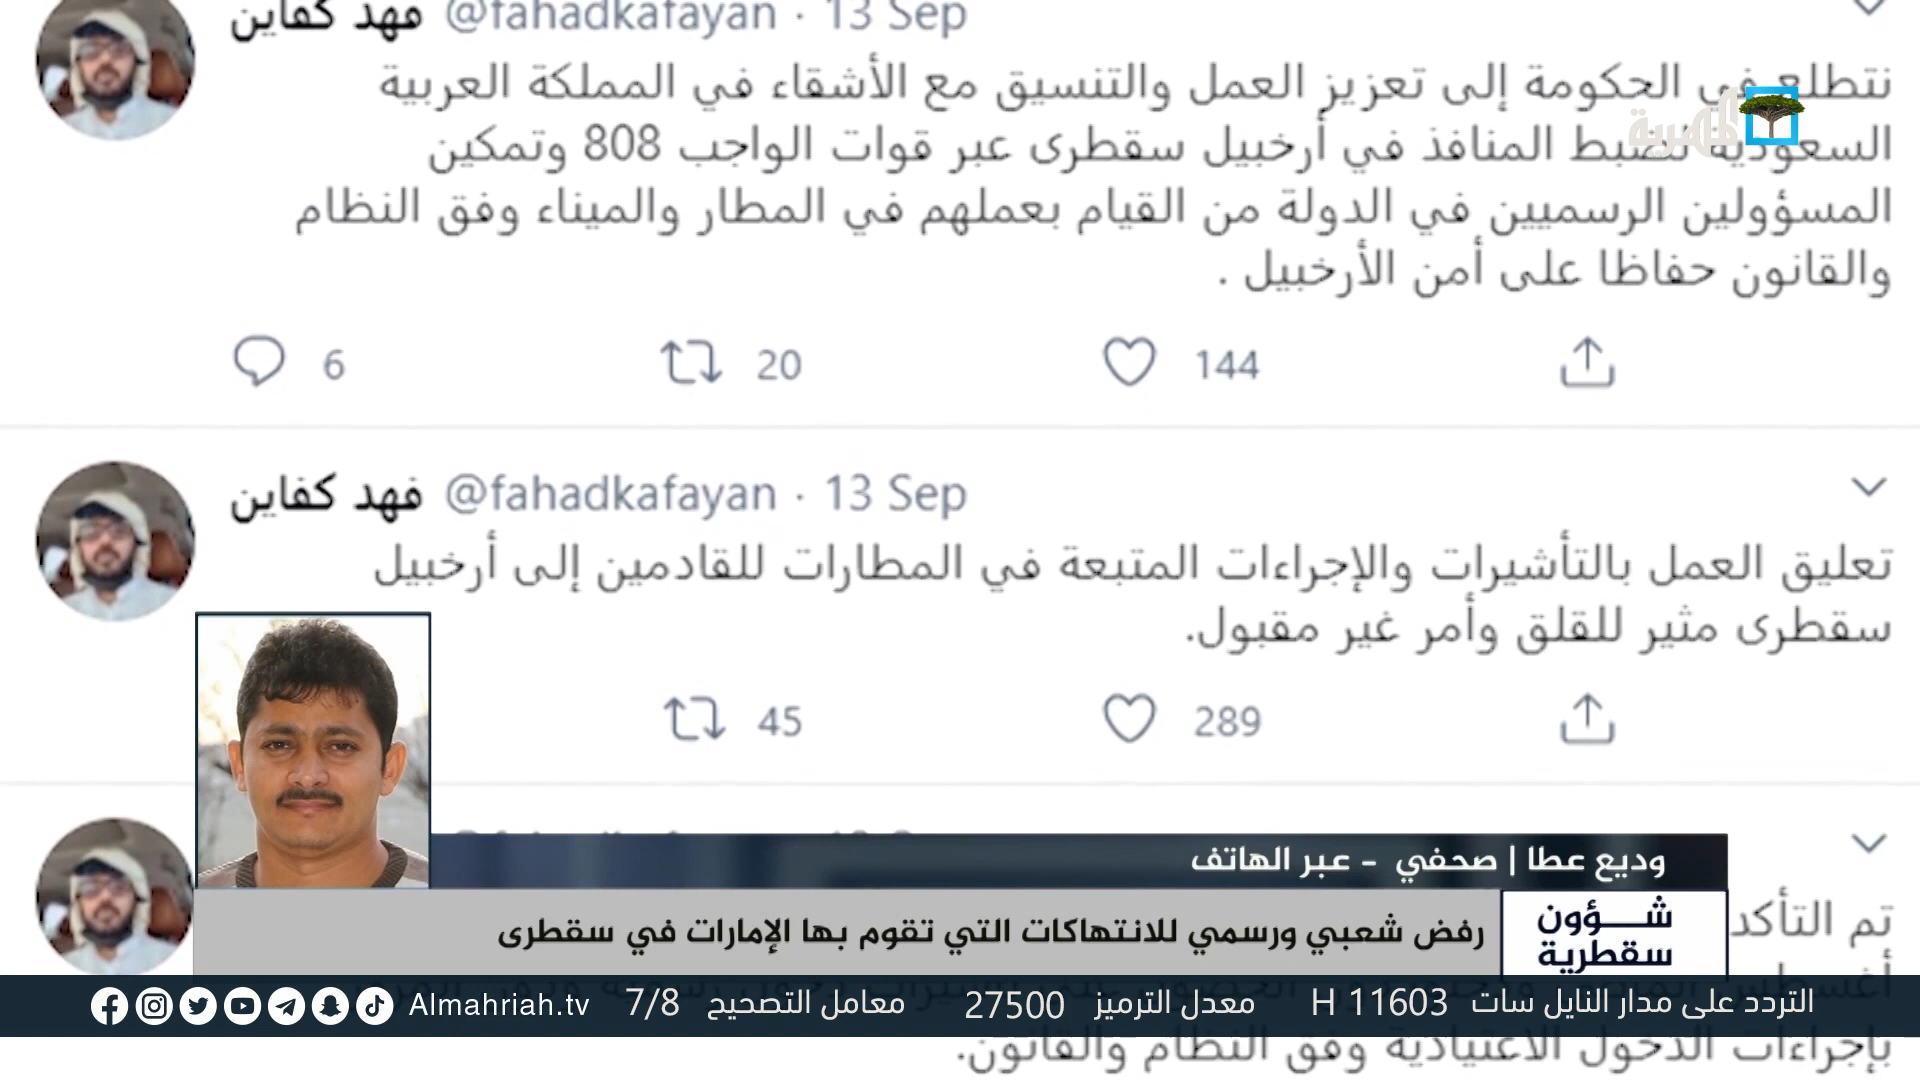 فهد كفاين @fahadkafayan · 13 Sep
نتطلع في الحكومة إلى تعزيز العمل والتنسيق مع الأشقاء في المملكة العربية
السعودية لضبط المنافذ في أرخبيل سقطرى عبر قوات الواجب 808 وتمكين
المسؤولين الرسميين في الدولة من القيام بعملهم في المطار والميناء وفق النظام
والقانون حفاظا على أمن الأرخبيل .
6 20 144
المهرية
فهد كفاين @fahadkafayan · 13 Sep
تعليق العمل بالتأشيرات والإجراءات المتبعة في المطارات للقادمين إلى أرخبيل
سقطرى مثير للقلق وأمر غير مقبول.
45 289
وديع عطا | صحفي - عبر الهاتف
تم التأكد
شـؤون
سقطرية
رفض شعبي ورسمي للانتهاكات التي تقوم بها الإمارات في سقطرى
التردد على مدار النايل سات H 11603 معدل الترميز 27500 معامل التصحيح 7/8 Almahriah.tv
بإجراءات الدخول الاعتيادية وفق النظام والقانون.